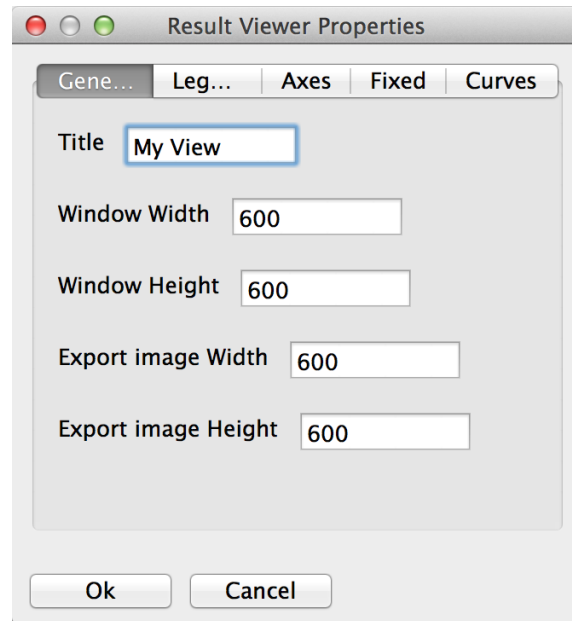 Result Viewer Properties
Gene... Leg... Axes Fixed Curves
Title My View
Window Width 600
Window Height 600
Export image Width 600
Export image Height 600
Ok Cancel